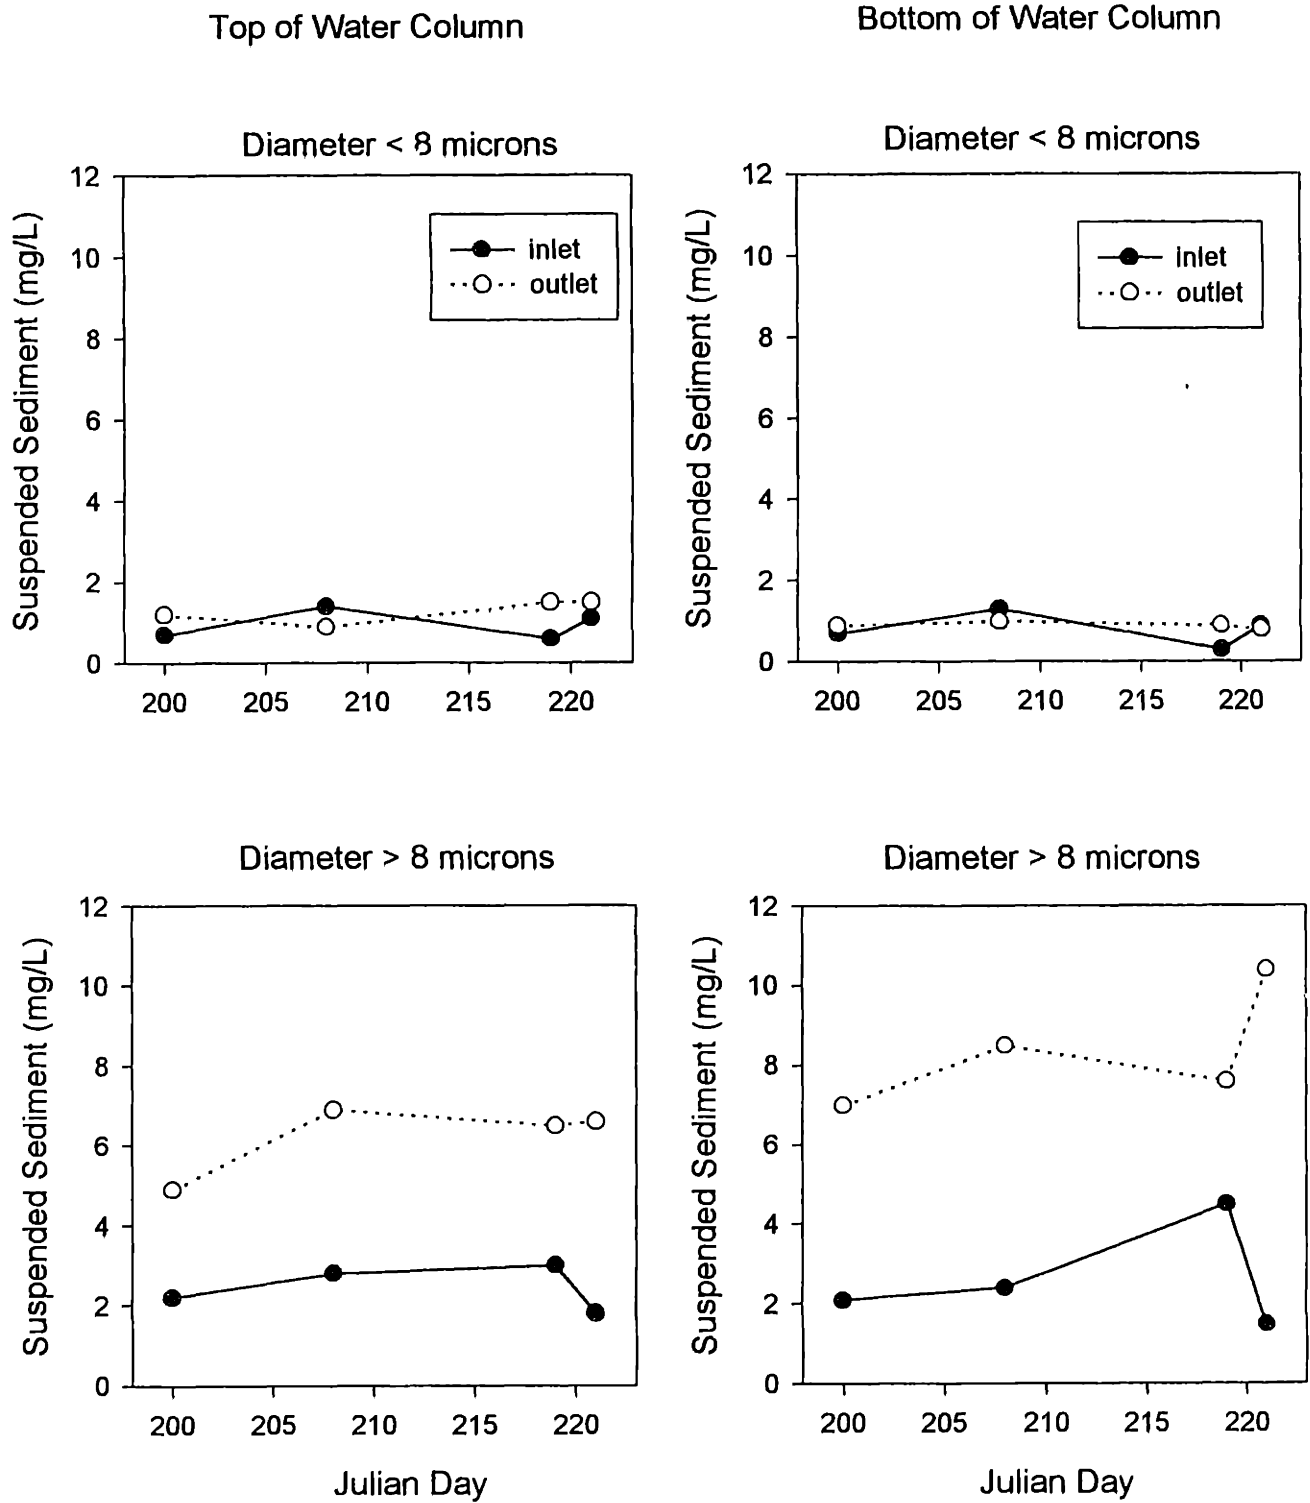 Top of Water Column
Bottom of Water Column
Diameter < 8 microns
Diameter < 8 microns
Suspended Sediment (mg/L)
12
10
8
6
4
2
0
inlet
outlet
200 205 210 215 220
Suspended Sediment (mg/L)
12
10
8
6
4
2
0
inlet
outlet
200 205 210 215 220
Diameter > 8 microns
Diameter > 8 microns
Suspended Sediment (mg/L)
12
10
8
6
4
2
0
200 205 210 215 220
Julian Day
Suspended Sediment (mg/L)
12
10
8
6
4
2
0
200 205 210 215 220
Julian Day